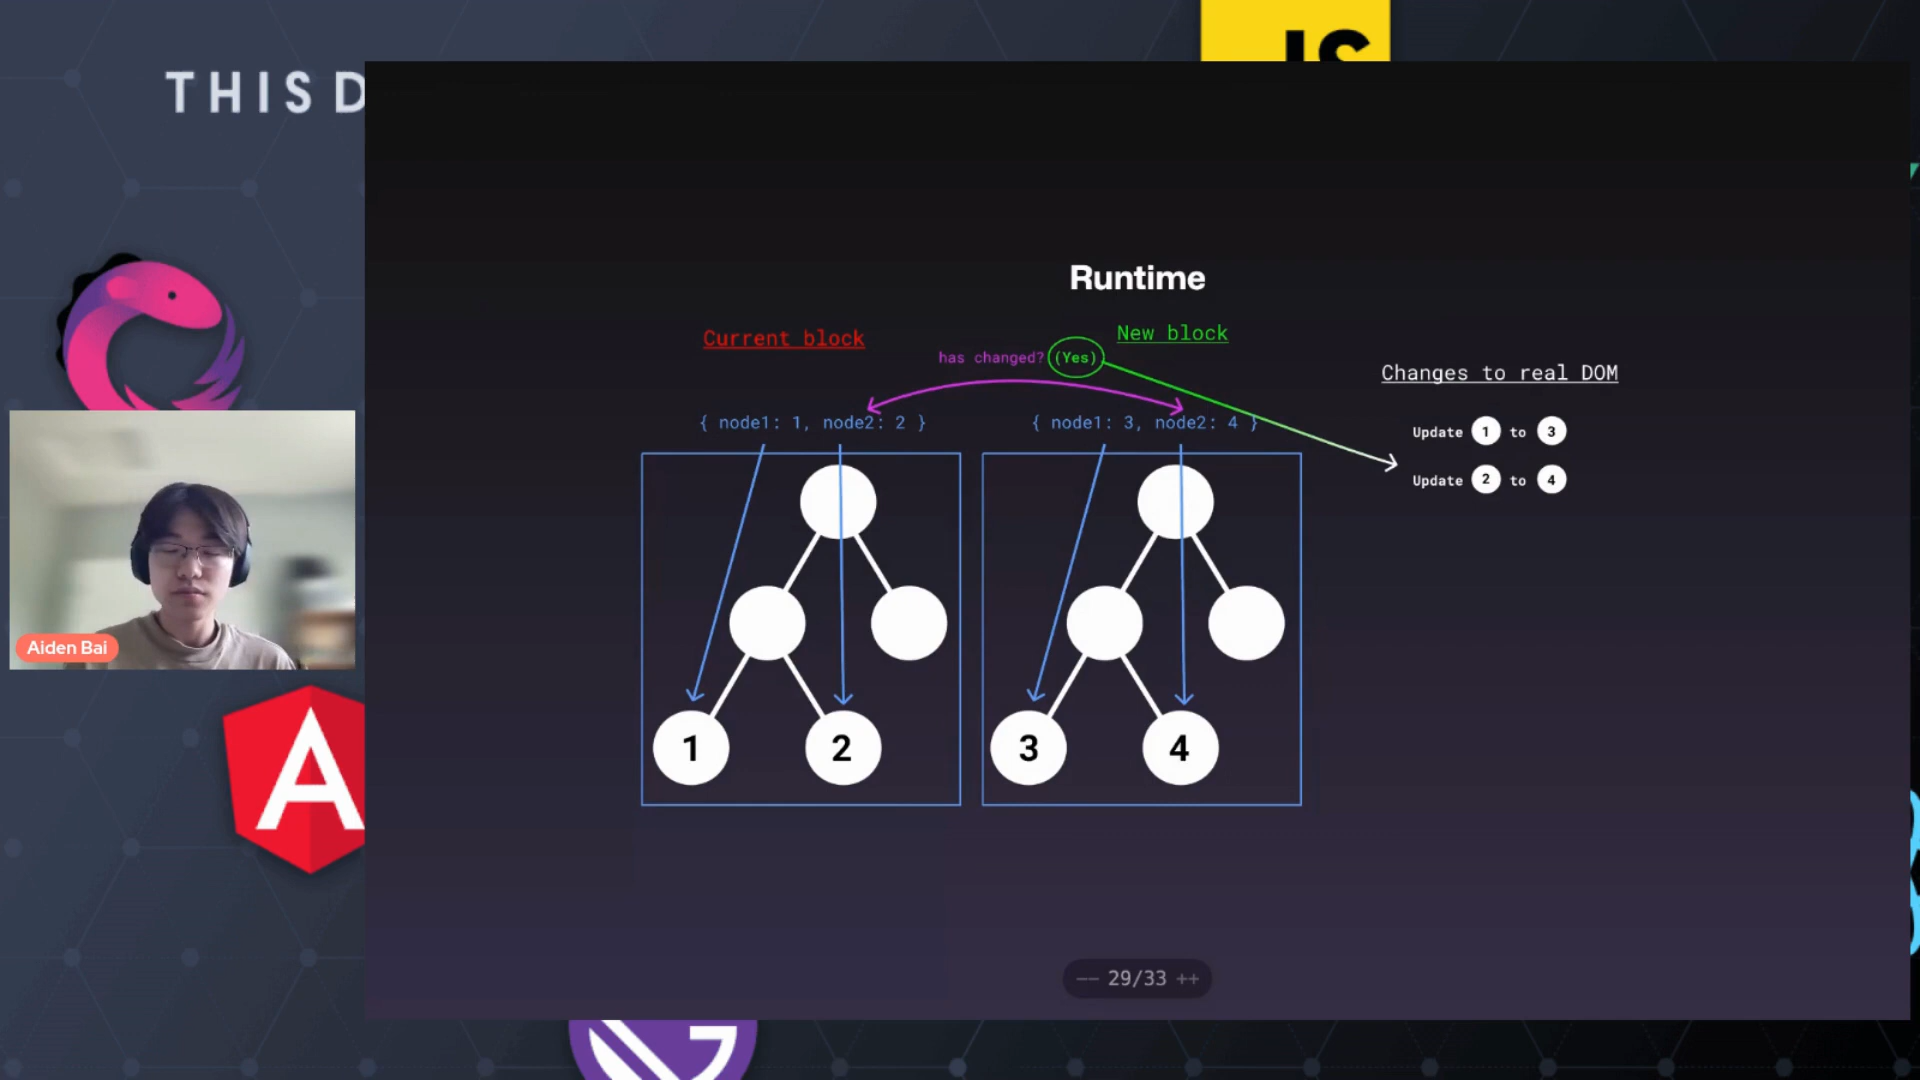 JS
THIS D
Runtime
Current block
New block
has changed? (Yes)
Changes to real DOM
{ node1: 1, node2: 2 }
{ node1: 3, node2: 4 }
Update 1 to 3
Update 2 to 4
1
2
3
4
Aiden Bai
A
-- 29/33 ++